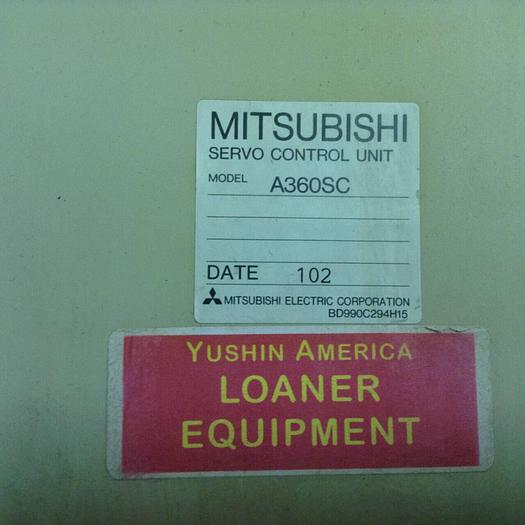 MITSUBISHI
SERVO CONTROL UNIT
MODEL A360SC
DATE 102
MITSUBISHI ELECTRIC CORPORATION
BD990C294H15
YUSHIN AMERICA
LOANER
EQUIPMENT